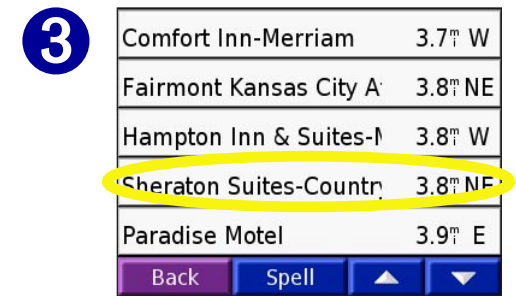 3
Comfort Inn-Merriam 3.7mi W
Fairmont Kansas City A 3.8mi NE
Hampton Inn & Suites- 3.8mi W
Sheraton Suites-Country 3.8mi NE
Paradise Motel 3.9mi E
Back Spell